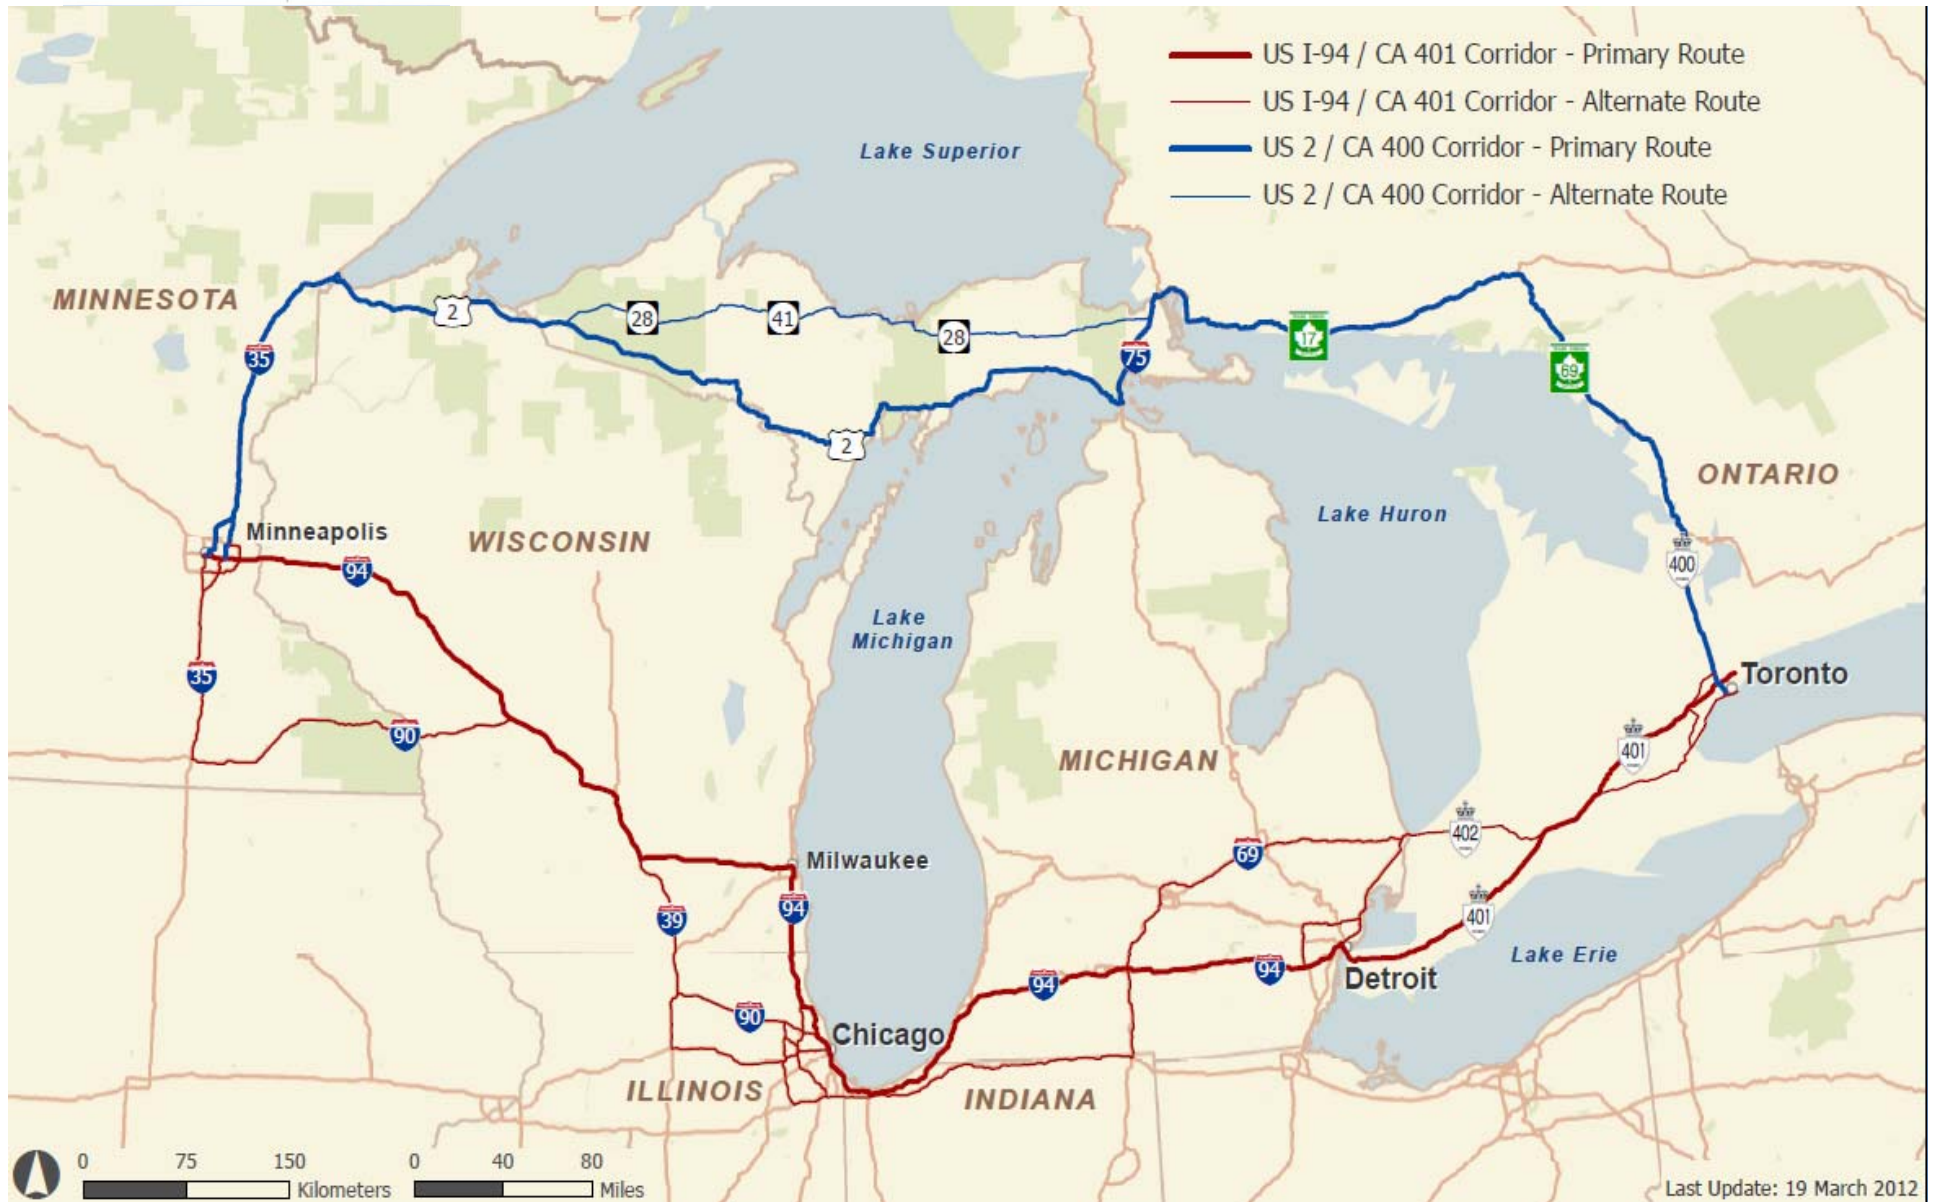 US I-94 / CA 401 Corridor - Primary Route
US I-94 / CA 401 Corridor - Alternate Route
US 2 / CA 400 Corridor - Primary Route
US 2 / CA 400 Corridor - Alternate Route
Lake Superior
MINNESOTA
2
28
41
28
17
35
75
69
2
ONTARIO
Lake Huron
Minneapolis
WISCONSIN
94
400
Lake
Michigan
35
Toronto
90
401
MICHIGAN
402
69
Milwaukee
39
94
401
Lake Erie
94
94
Detroit
90
Chicago
ILLINOIS
INDIANA
0 75 150
Kilometers
0 40 80
Miles
Last Update: 19 March 2012